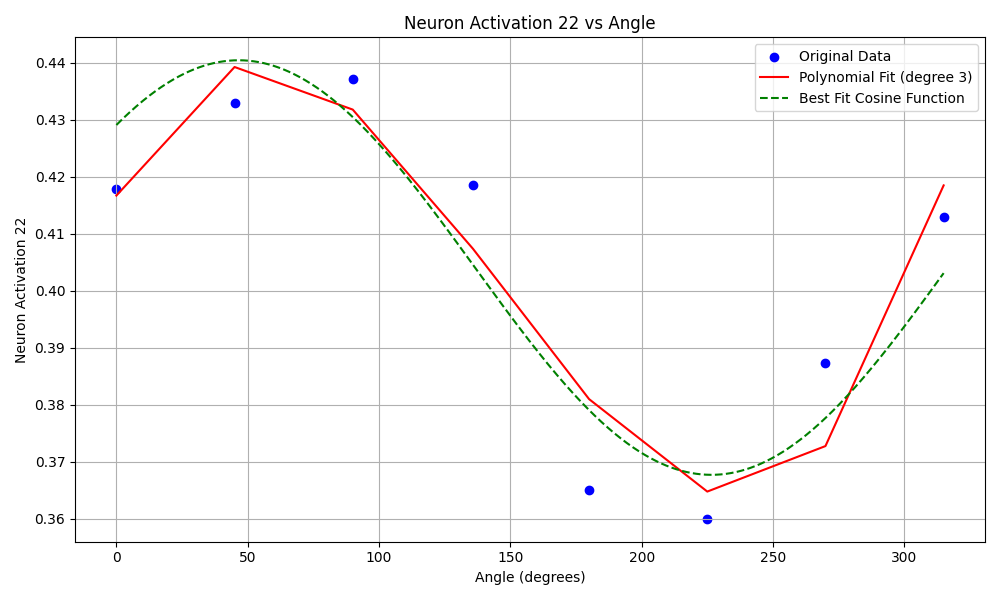 Neuron Activation 22 vs Angle
Original Data
Polynomial Fit (degree 3)
Best Fit Cosine Function
0.44
0.43
0.42
0.41
0.40
0.39
0.38
0.37
0.36
Neuron Activation 22
0 50 100 150 200 250 300
Angle (degrees)